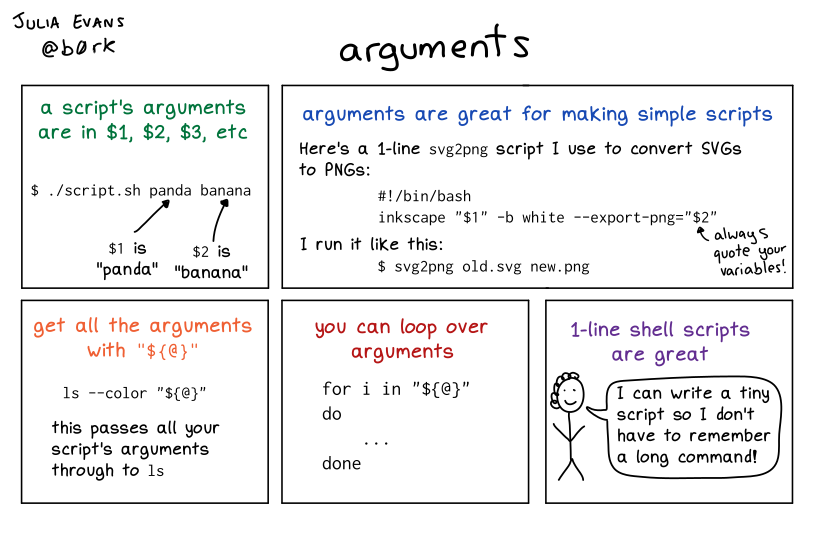 JULIA EVANS
@b0rk
arguments
a script's arguments
are in $1, $2, $3, etc
$ ./script.sh panda banana
$1 is
"panda"
$2 is
"banana"
arguments are great for making simple scripts
Here's a 1-line svg2png script I use to convert SVGs
to PNGs:
#!/bin/bash
inkscape "$1" -b white --export-png="$2"
always
quote your
variables!
I run it like this:
$ svg2png old.svg new.png
get all the arguments
with "${@}"
ls --color "${@}"
this passes all your
script's arguments
through to ls
you can loop over
arguments
for i in "${@}"
do
...
done
1-line shell scripts
are great
I can write a tiny
script so I don't
have to remember
a long command!